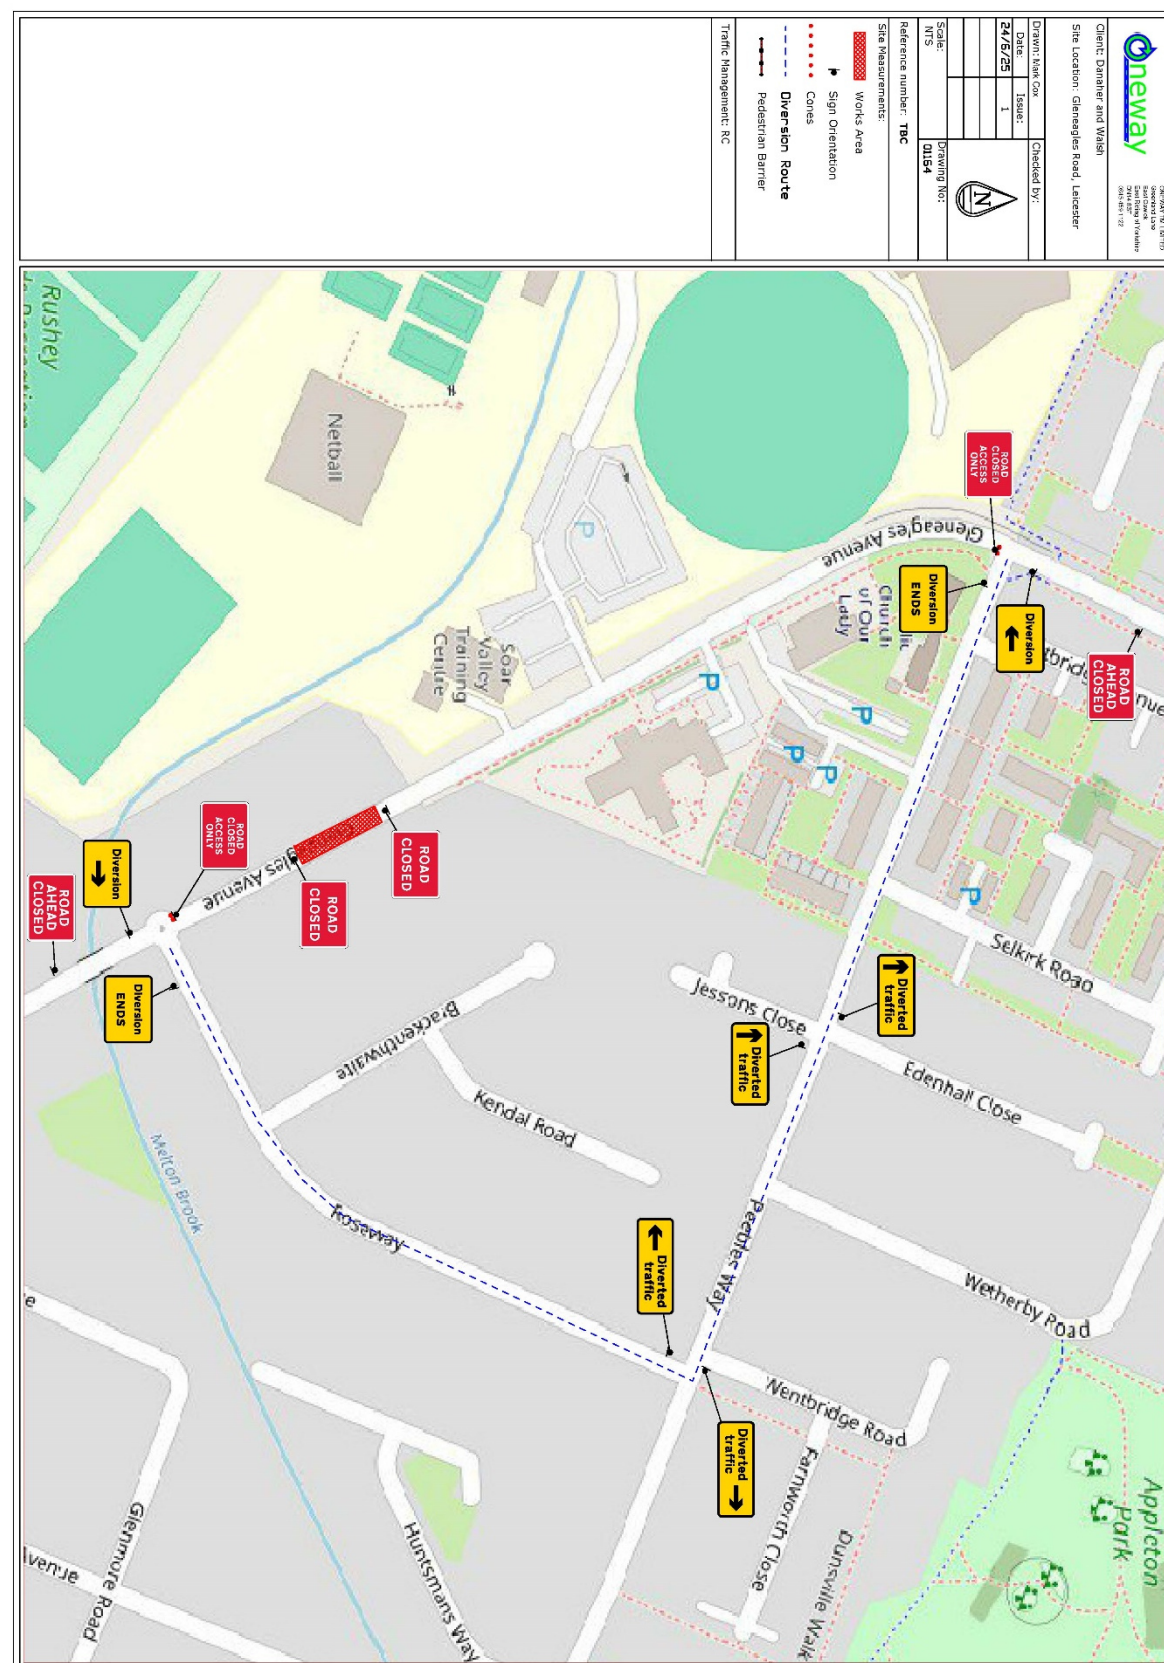 Oneway
Client: Danaher and Walsh
Site Location: Gleneagles Road, Leicester
Drawn: Mark Cox
Checked by:
Date:
24/6/25
Issue:
1
Scale:
NTS
Drawing No:
01154
N
Reference number: TBC
Site Measurements:
Works Area
Sign Orientation
Cones
Diversion Route
Pedestrian Barrier
Traffic Management: RC
Rushey
Netball
P
Gleneagles Avenue
ROAD
CLOSED
ACCESS
ONLY
Diversion
ENDS
Diversion
ROAD
AHEAD
CLOSED
Church
of Our
Lady
Soar
Valley
Training
Centre
P
P
P
P
P
Selkirk Road
ROAD
CLOSED
ROAD
CLOSED
ROAD
CLOSED
ACCESS
ONLY
gles Avenue
Diversion
ROAD
AHEAD
CLOSED
Diversion
ENDS
Brackenthwaite
Kendal Road
Jessons Close
Edenhall Close
Diverted
traffic
Diverted
traffic
Melton Brook
Roseway
Peebles Way
Wetherby Road
Diverted
traffic
Diverted
traffic
Wentbridge Road
Farnworth Close
Dunsville Walk
Appleton
Park
Huntsman's Way
Glenmore Road
venue